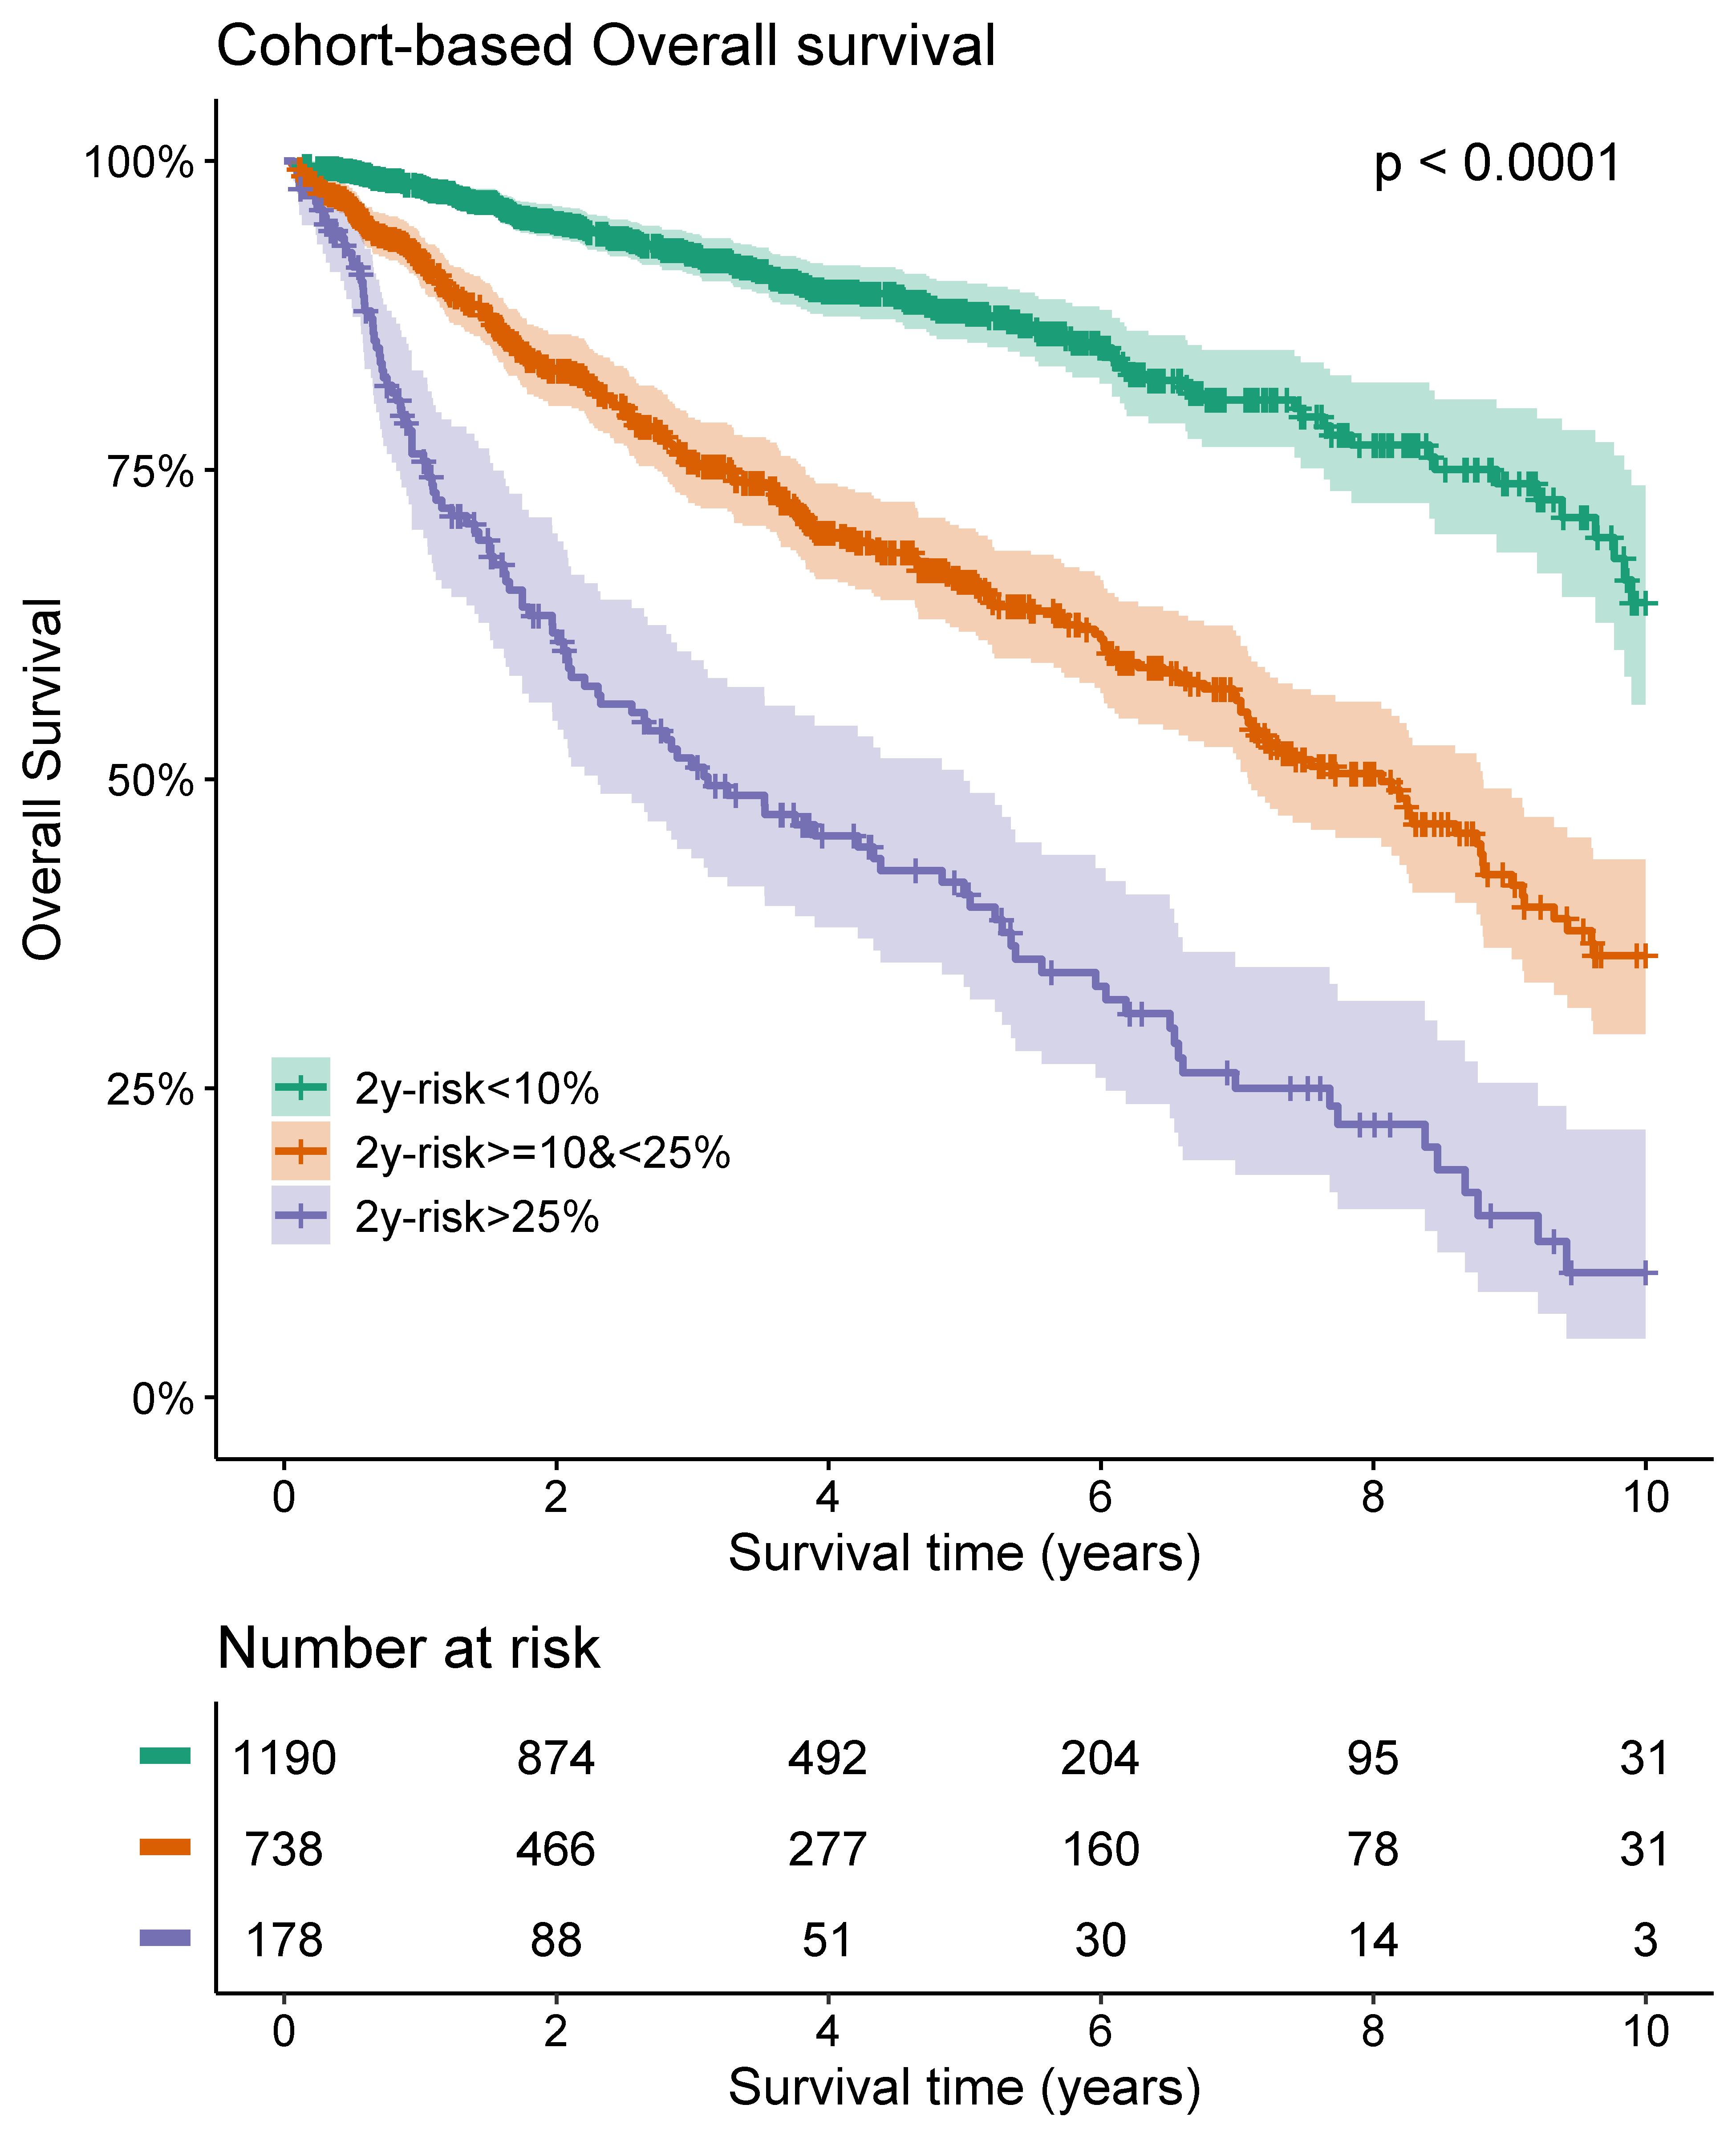 Cohort-based Overall survival
p < 0.0001
100%
75%
50%
25%
0%
Overall Survival
2y-risk<10%
2y-risk>=10&<25%
2y-risk>25%
0 2 4 6 8 10
Survival time (years)
Number at risk
1190 874 492 204 95 31
738 466 277 160 78 31
178 88 51 30 14 3
0 2 4 6 8 10
Survival time (years)